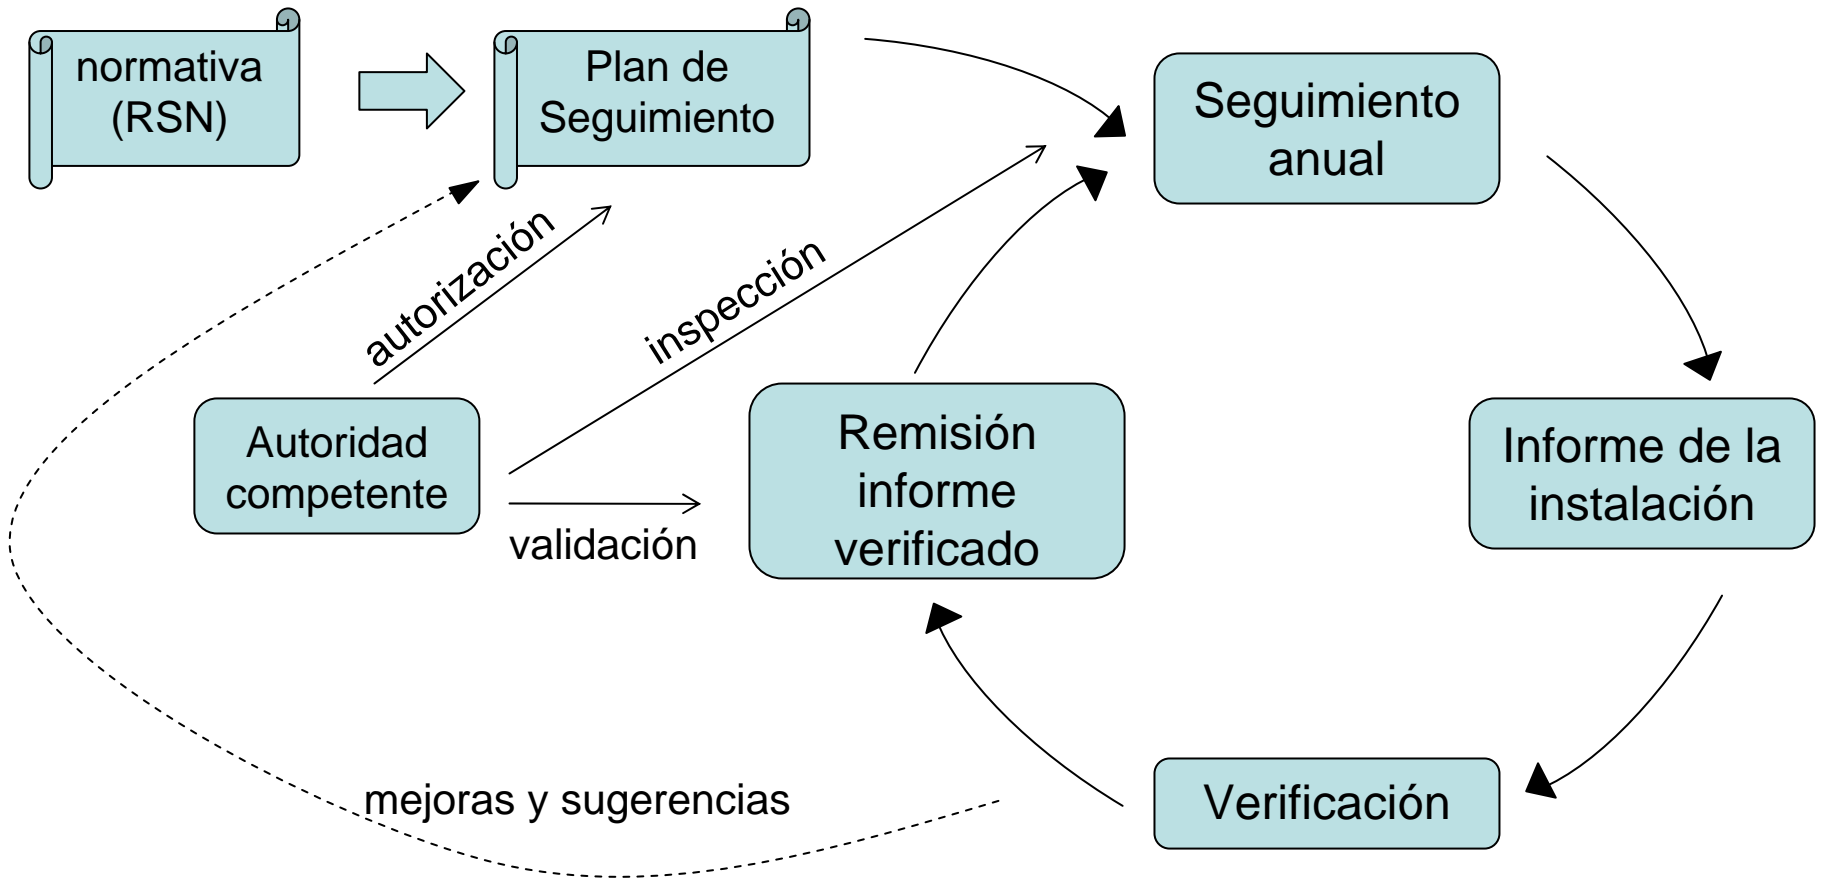 normativa
(RSN)
Plan de
Seguimiento
Seguimiento
anual
autorización
inspección
Autoridad
competente
validación
Remisión
informe
verificado
Informe de la
instalación
mejoras y sugerencias
Verificación